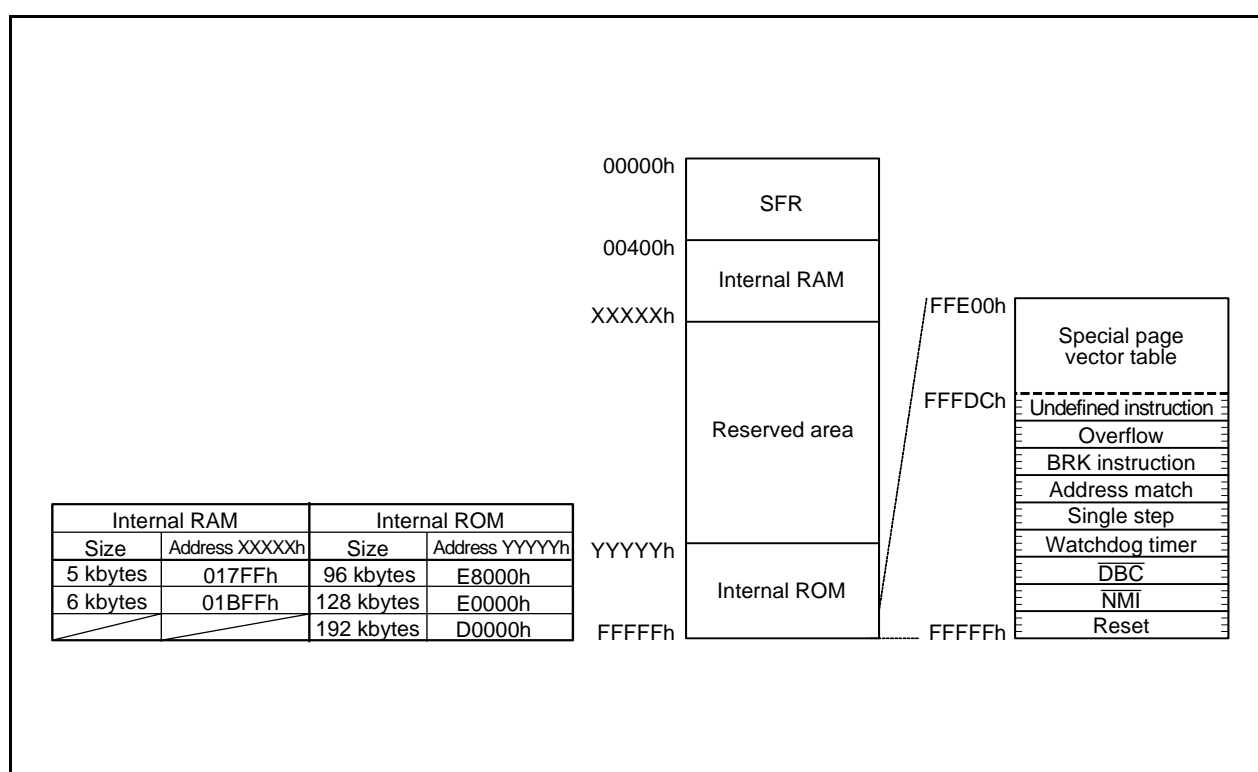 00000h
SFR
00400h
Internal RAM
XXXXXh
Reserved area
YYYYYh
Internal ROM
FFFFFh
FFE00h
Special page
vector table
FFFDCh
Undefined instruction
Overflow
BRK instruction
Address match
Single step
Watchdog timer
DBC
NMI
Reset
FFFFFh
Internal RAM Internal ROM
Size Address XXXXXh Size Address YYYYYh
5 kbytes 017FFh 96 kbytes E8000h
6 kbytes 01BFFh 128 kbytes E0000h
192 kbytes D0000h